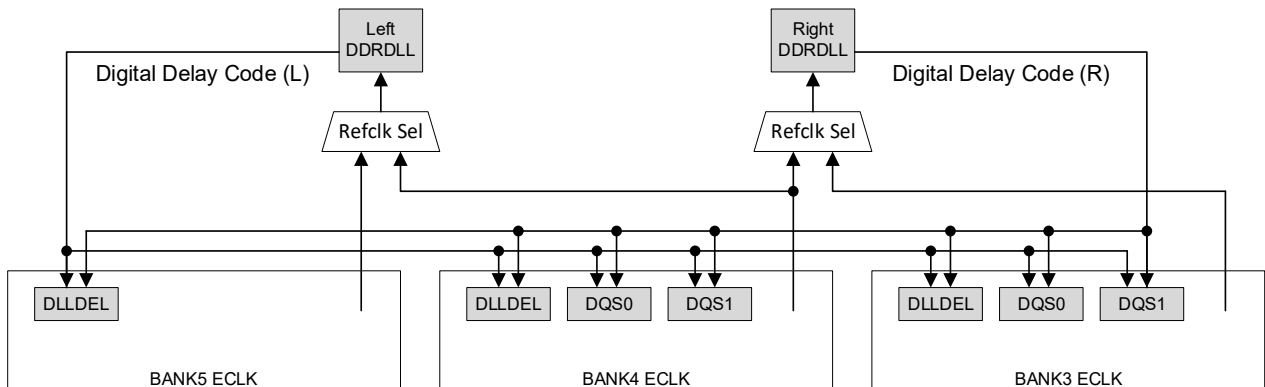 Left
DDRDLL
Right
DDRDLL
Digital Delay Code (L)
Digital Delay Code (R)
Refclk Sel
Refclk Sel
DLLDEL
DLLDEL
DQS0
DQS1
DLLDEL
DQS0
DQS1
BANK5 ECLK
BANK4 ECLK
BANK3 ECLK